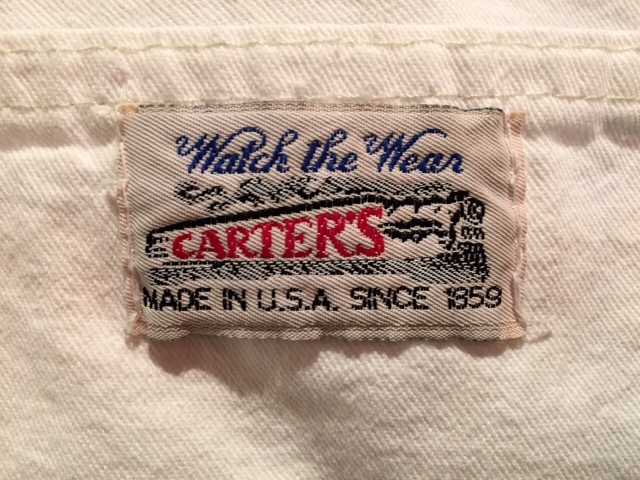 Watch the Wear
CARTER'S
MADE IN U.S.A. SINCE 1859